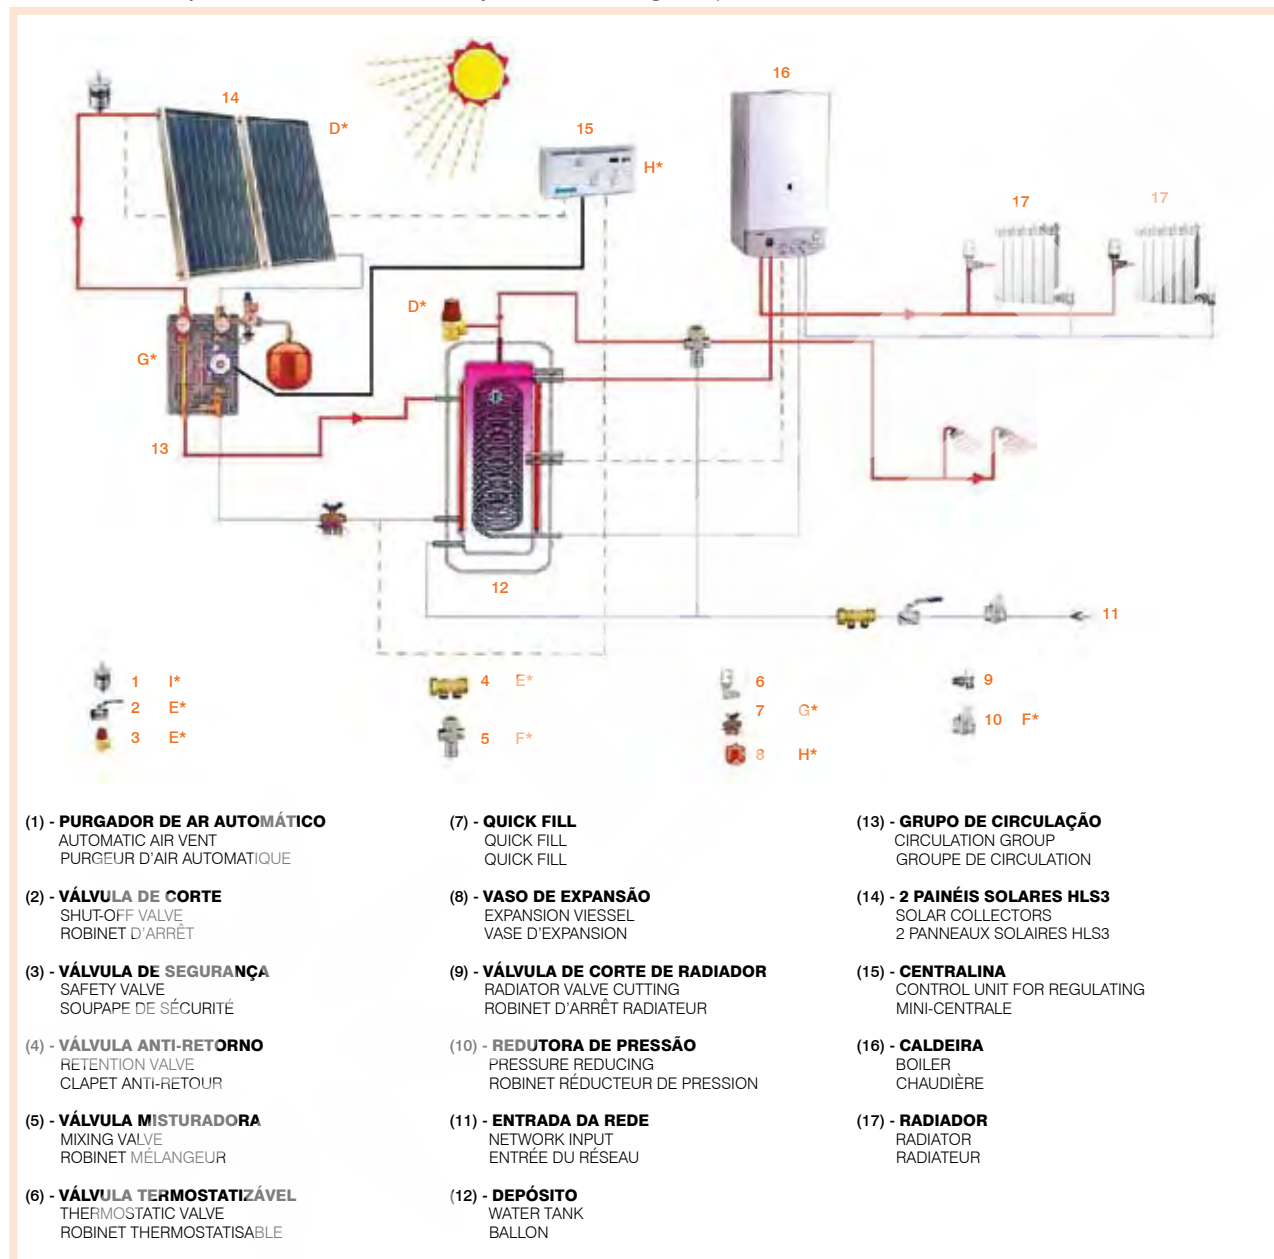 14
D*
15
H*
16
17
17
D*
G*
13
12
11
1 I*
2 E*
3 E*
4 E*
5 F*
6
7 G*
8 H*
9
10 F*
(1) - PURGADOR DE AR AUTOMÁTICO
AUTOMATIC AIR VENT
PURGEUR D'AIR AUTOMATIQUE
(2) - VÁLVULA DE CORTE
SHUT-OFF VALVE
ROBINET D'ARRÊT
(3) - VÁLVULA DE SEGURANÇA
SAFETY VALVE
SOUPAPE DE SÉCURITÉ
(4) - VÁLVULA ANTI-RETORNO
RETENTION VALVE
CLAPET ANTI-RETOUR
(5) - VÁLVULA MISTURADORA
MIXING VALVE
ROBINET MÉLANGEUR
(6) - VÁLVULA TERMOSTATIZÁVEL
THERMOSTATIC VALVE
ROBINET THERMOSTATISABLE
(7) - QUICK FILL
QUICK FILL
QUICK FILL
(8) - VASO DE EXPANSÃO
EXPANSION VIESSEL
VASE D'EXPANSION
(9) - VÁLVULA DE CORTE DE RADIADOR
RADIATOR VALVE CUTTING
ROBINET D'ARRÊT RADIATEUR
(10) - REDUTORA DE PRESSÃO
PRESSURE REDUCING
ROBINET RÉDUCTEUR DE PRESSION
(11) - ENTRADA DA REDE
NETWORK INPUT
ENTRÉE DU RÉSEAU
(12) - DEPÓSITO
WATER TANK
BALLON
(13) - GRUPO DE CIRCULAÇÃO
CIRCULATION GROUP
GROUPE DE CIRCULATION
(14) - 2 PAINÉIS SOLARES HLS3
SOLAR COLLECTORS
2 PANNEAUX SOLAIRES HLS3
(15) - CENTRALINA
CONTROL UNIT FOR REGULATING
MINI-CENTRALE
(16) - CALDEIRA
BOILER
CHAUDIÈRE
(17) - RADIADOR
RADIATOR
RADIATEUR